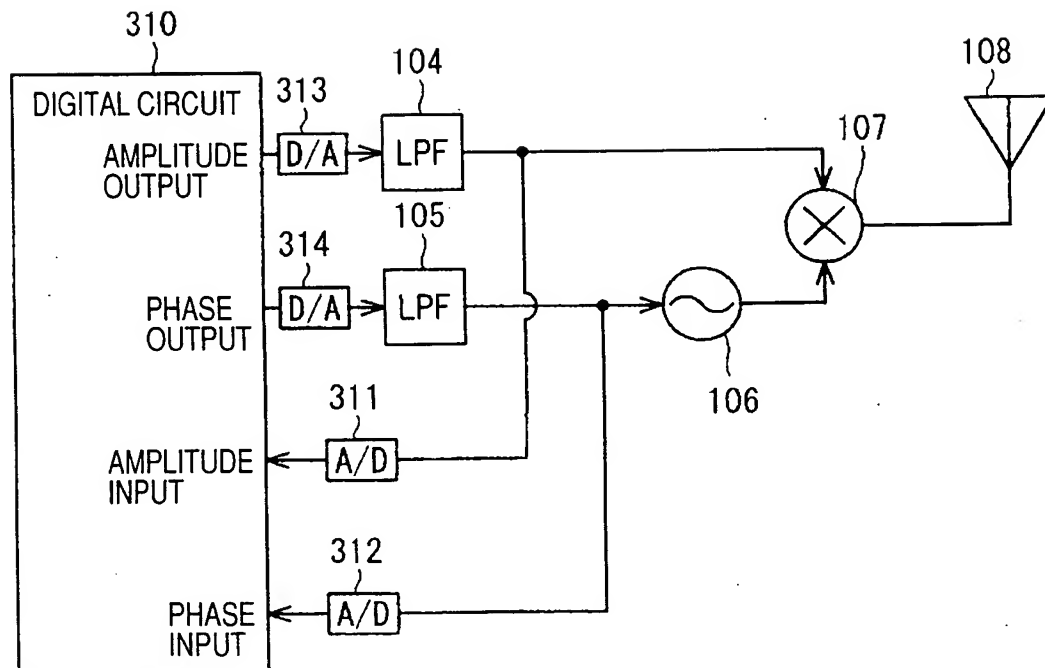 310
108
104
313
DIGITAL CIRCUIT
107
AMPLITUDE
OUTPUT
D/A
LPF
105
314
PHASE
OUTPUT
D/A
LPF
106
311
AMPLITUDE
INPUT
A/D
312
PHASE
INPUT
A/D